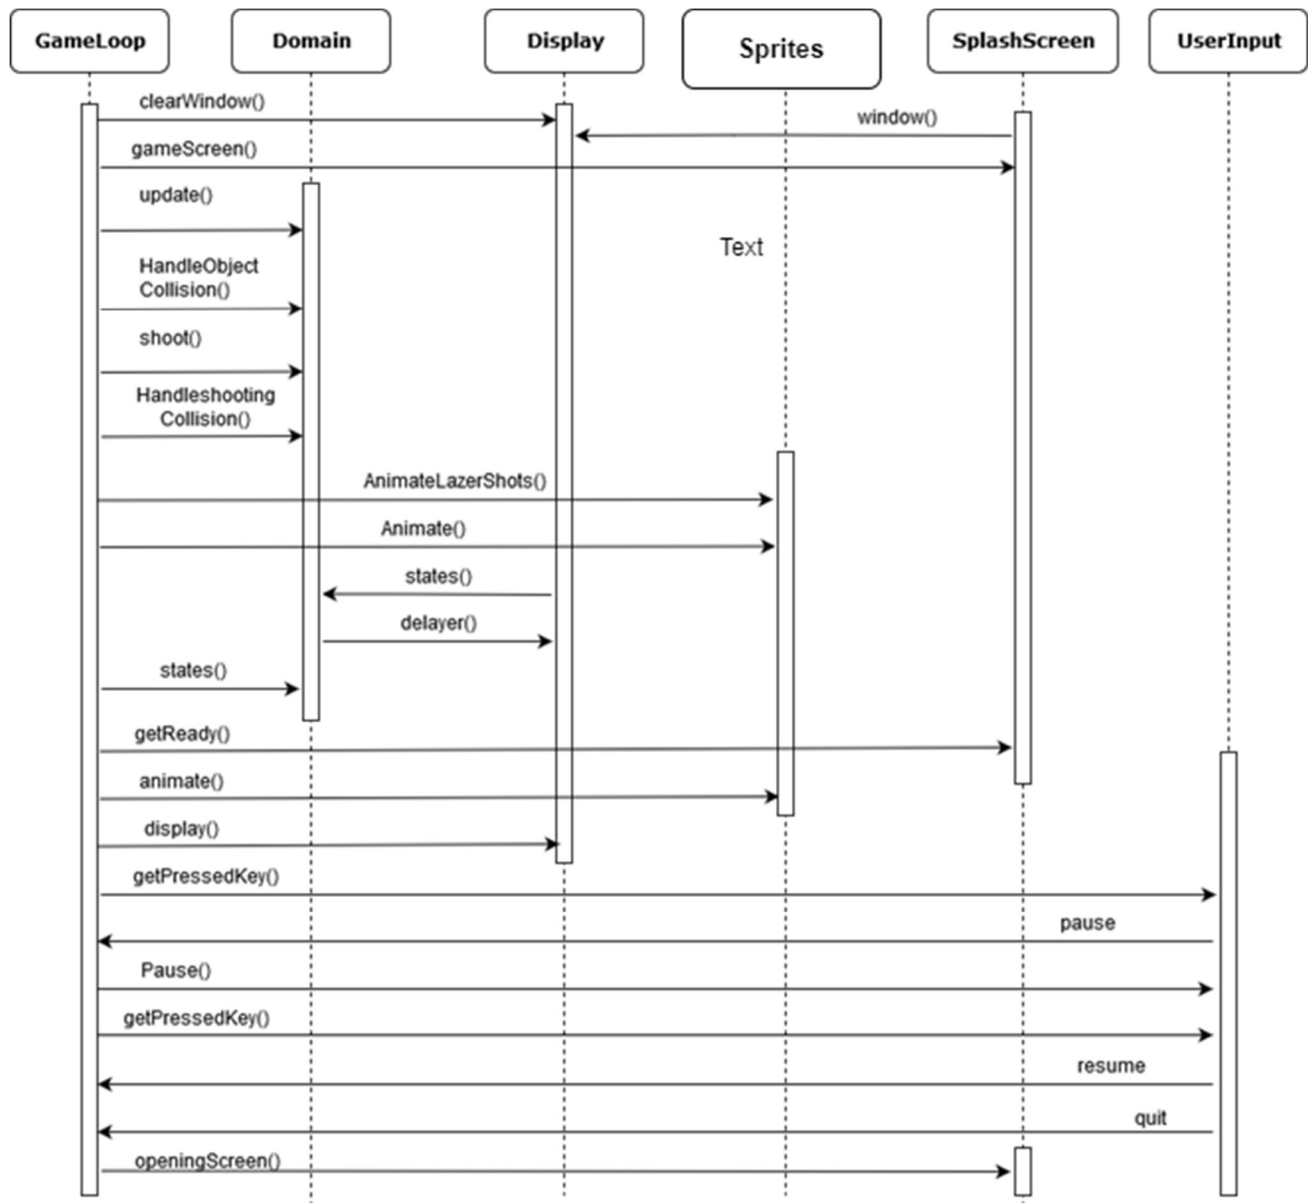 GameLoop
Domain
Display
Sprites
SplashScreen
UserInput
clearWindow()
window()
gameScreen()
update()
Text
HandleObject
Collision()
shoot()
Handleshooting
Collision()
AnimateLazerShots()
Animate()
states()
delayer()
states()
getReady()
animate()
display()
getPressedKey()
pause
Pause()
getPressedKey()
resume
quit
openingScreen()